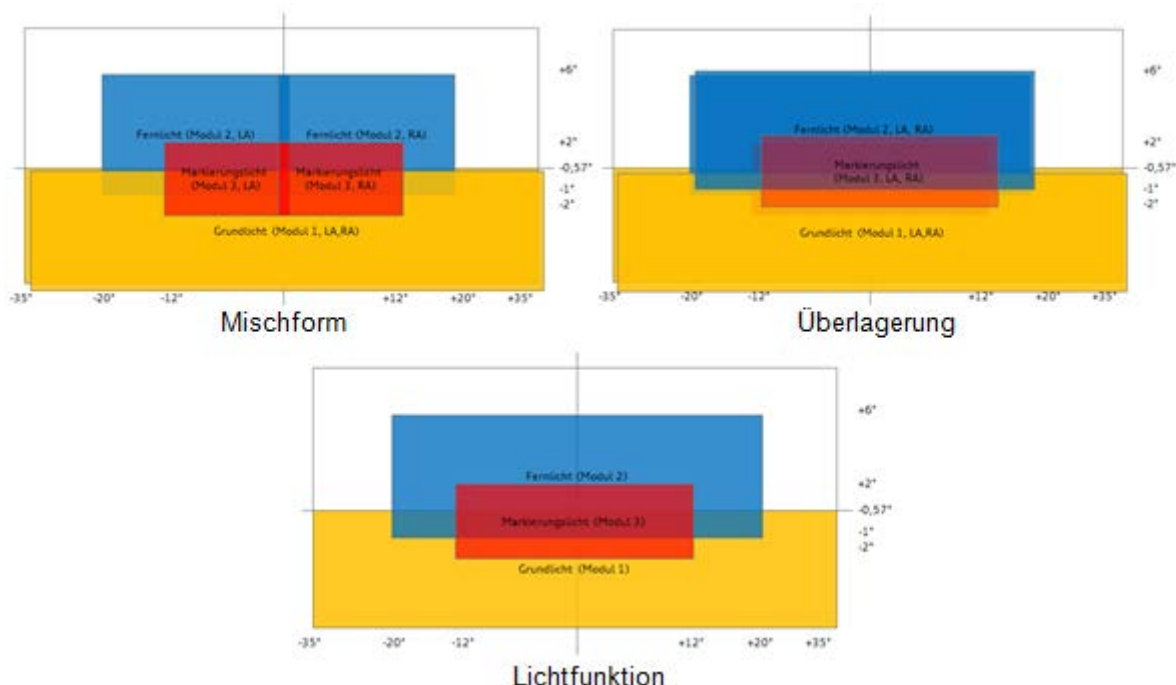 +6°
Fernlicht (Modul 2, LA) Fernlicht (Modul 2, RA)
+2°
-0,57°
Markierungslicht Markierungslicht
(Modul 3, LA) (Modul 3, RA)
-1°
-2°
Grundlicht (Modul 1, LA,RA)
-35° -20° -12° +12° +20° +35°
Mischform
+6°
Fernlicht (Modul 2, LA, RA)
+2°
-0,57°
Markierungslicht
(Modul 3, LA, RA)
-1°
-2°
Grundlicht (Modul 1, LA,RA)
-35° -20° -12° +12° +20° +35°
Überlagerung
+6°
Fernlicht (Modul 2)
+2°
-0,57°
Markierungslicht (Modul 3)
-1°
-2°
Grundlicht (Modul 1)
-35° -20° -12° +12° +20° +35°
Lichtfunktion